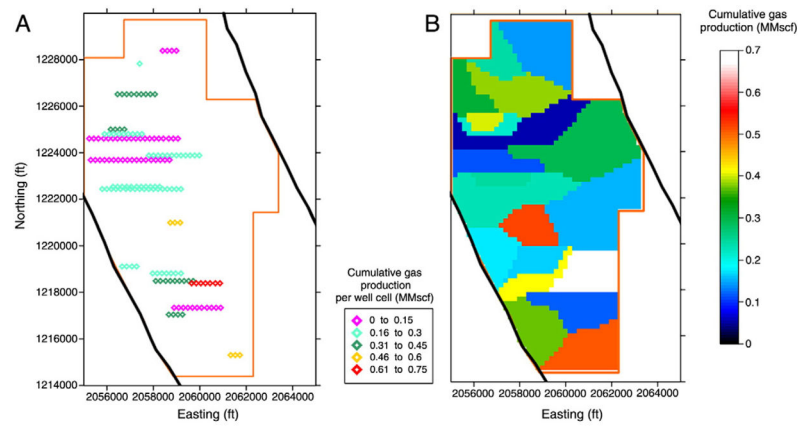 A
Northing (ft)
1228000
1226000
1224000
1222000
1220000
1218000
1216000
1214000
2056000 2058000 2060000 2062000 2064000
Easting (ft)
Cumulative gas
production
per well cell (MMscf)
0 to 0.15
0.16 to 0.3
0.31 to 0.45
0.46 to 0.6
0.61 to 0.75
B
2056000 2058000 2060000 2062000 2064000
Easting (ft)
Cumulative gas
production (MMscf)
0.7
0.6
0.5
0.4
0.3
0.2
0.1
0